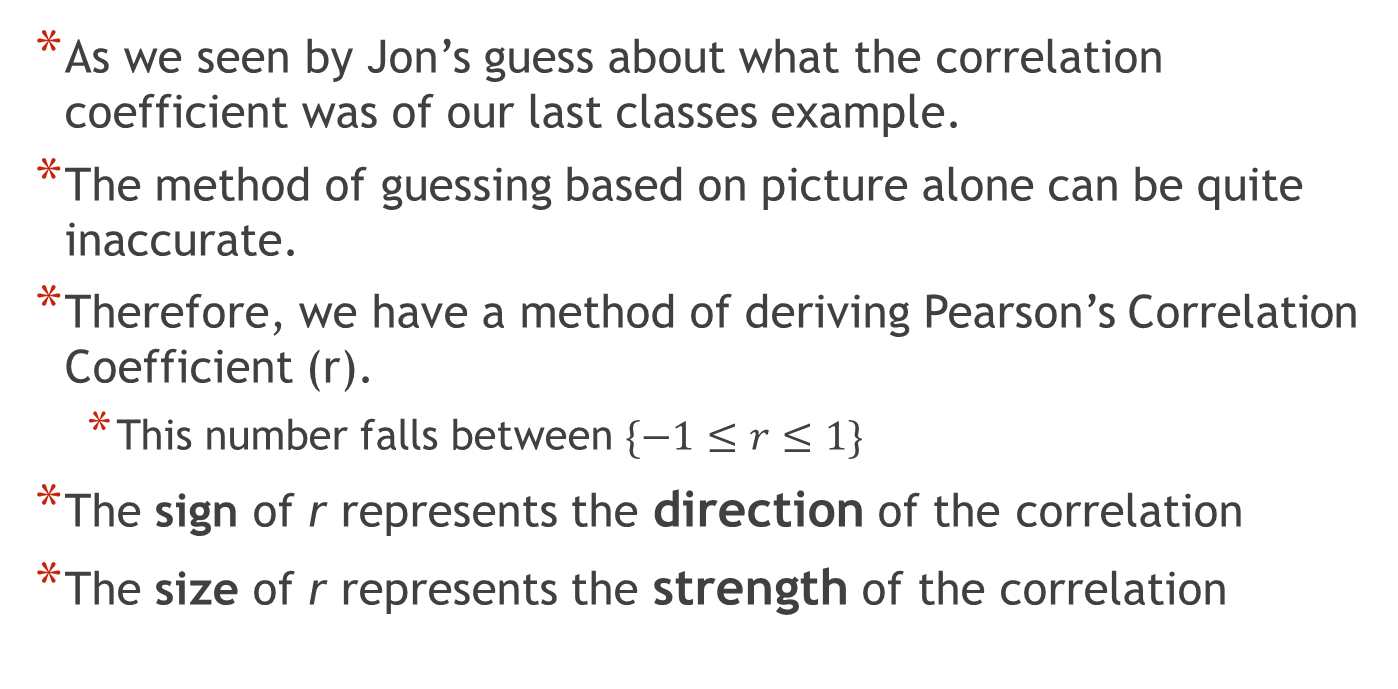 *As we seen by Jon’s guess about what the correlation
coefficient was of our last classes example.
*The method of guessing based on picture alone can be quite
inaccurate.
*Therefore, we have a method of deriving Pearson’s Correlation
Coefficient (r).
*This number falls between {−1 ≤ r ≤ 1}
*The sign of r represents the direction of the correlation
*The size of r represents the strength of the correlation